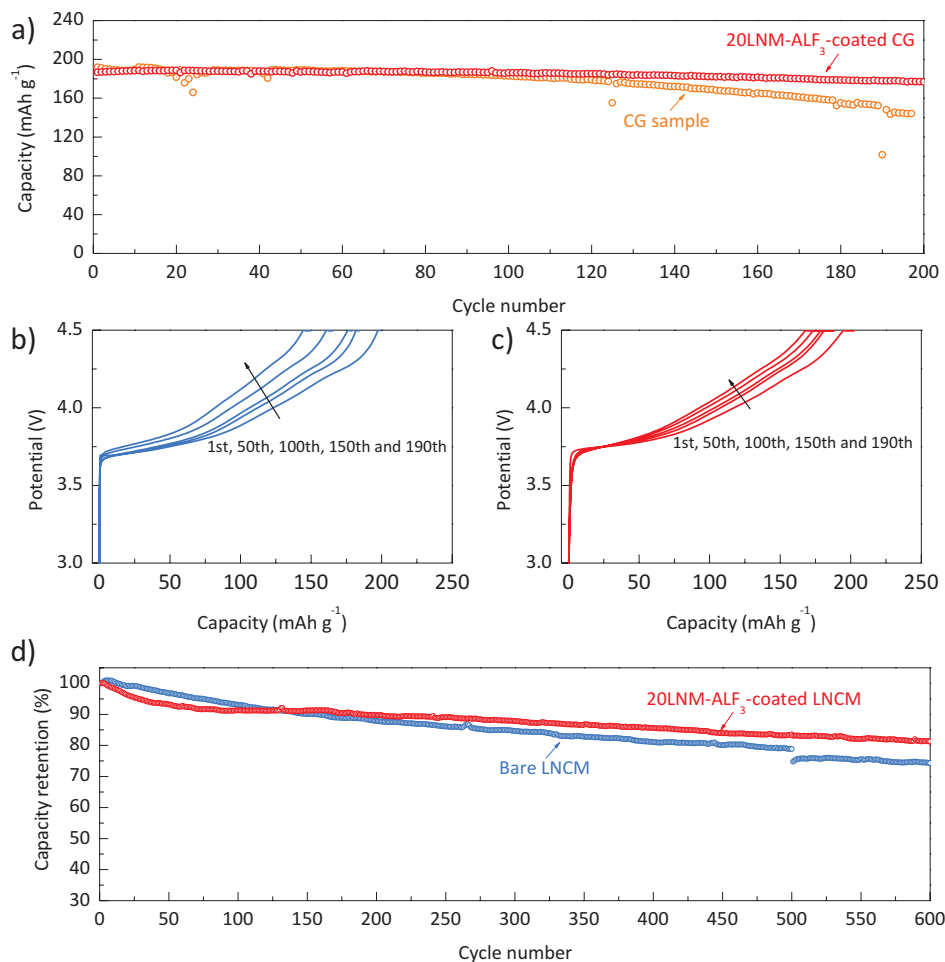 a)
240
200
160
120
80
40
0
Capacity (mAh g⁻¹)
20LNM-ALF₃-coated CG
CG sample
0 20 40 60 80 100 120 140 160 180 200
Cycle number
b)
4.5
4.0
3.5
3.0
Potential (V)
1st, 50th, 100th, 150th and 190th
0 50 100 150 200 250
Capacity (mAh g⁻¹)
c)
4.5
4.0
3.5
3.0
Potential (V)
1st, 50th, 100th, 150th and 190th
0 50 100 150 200 250
Capacity (mAh g⁻¹)
d)
100
90
80
70
60
50
40
30
Capacity retention (%)
20LNM-ALF₃-coated LNCM
Bare LNCM
0 50 100 150 200 250 300 350 400 450 500 550 600
Cycle number